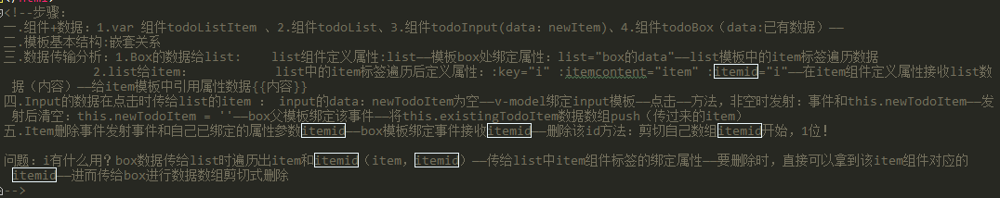 <!--步骤:
一.组件+数据：1.var 组件todoListItem 、2.组件todoList、3.组件todoInput(data：newItem)、4.组件todoBox（data:已有数据）——
二.模板基本结构:嵌套关系
三.数据传输分析：1.Box的数据给list: list组件定义属性:list——模板box处绑定属性：list="box的data"——list模板中的item标签遍历数据
2.list给item： list中的item标签遍历后定义属性：:key="i" :itemcontent="item" :itemid="i"——在item组件定义属性接收list数
据（内容）——给item模板中引用属性数据{{内容}}
四.Input的数据在点击时传给list的item ： input的data：newTodoItem为空——v-model绑定input模板——点击——方法，非空时发射：事件和this.newTodoItem——发
射后清空：this.newTodoItem = ''——box父模板绑定该事件——将this.existingTodoItem数据数组push（传过来的item）
五.Item删除事件发射事件和自己已绑定的属性参数itemid——box模板绑定事件接收itemid——删除该id方法：剪切自己数组itemid开始，1位！
问题：i有什么用？box数据传给list时遍历出item和itemid（item，itemid）——传给list中item组件标签的绑定属性——要删除时，直接可以拿到该item组件对应的
itemid——进而传给box进行数据数组剪切式删除
-->